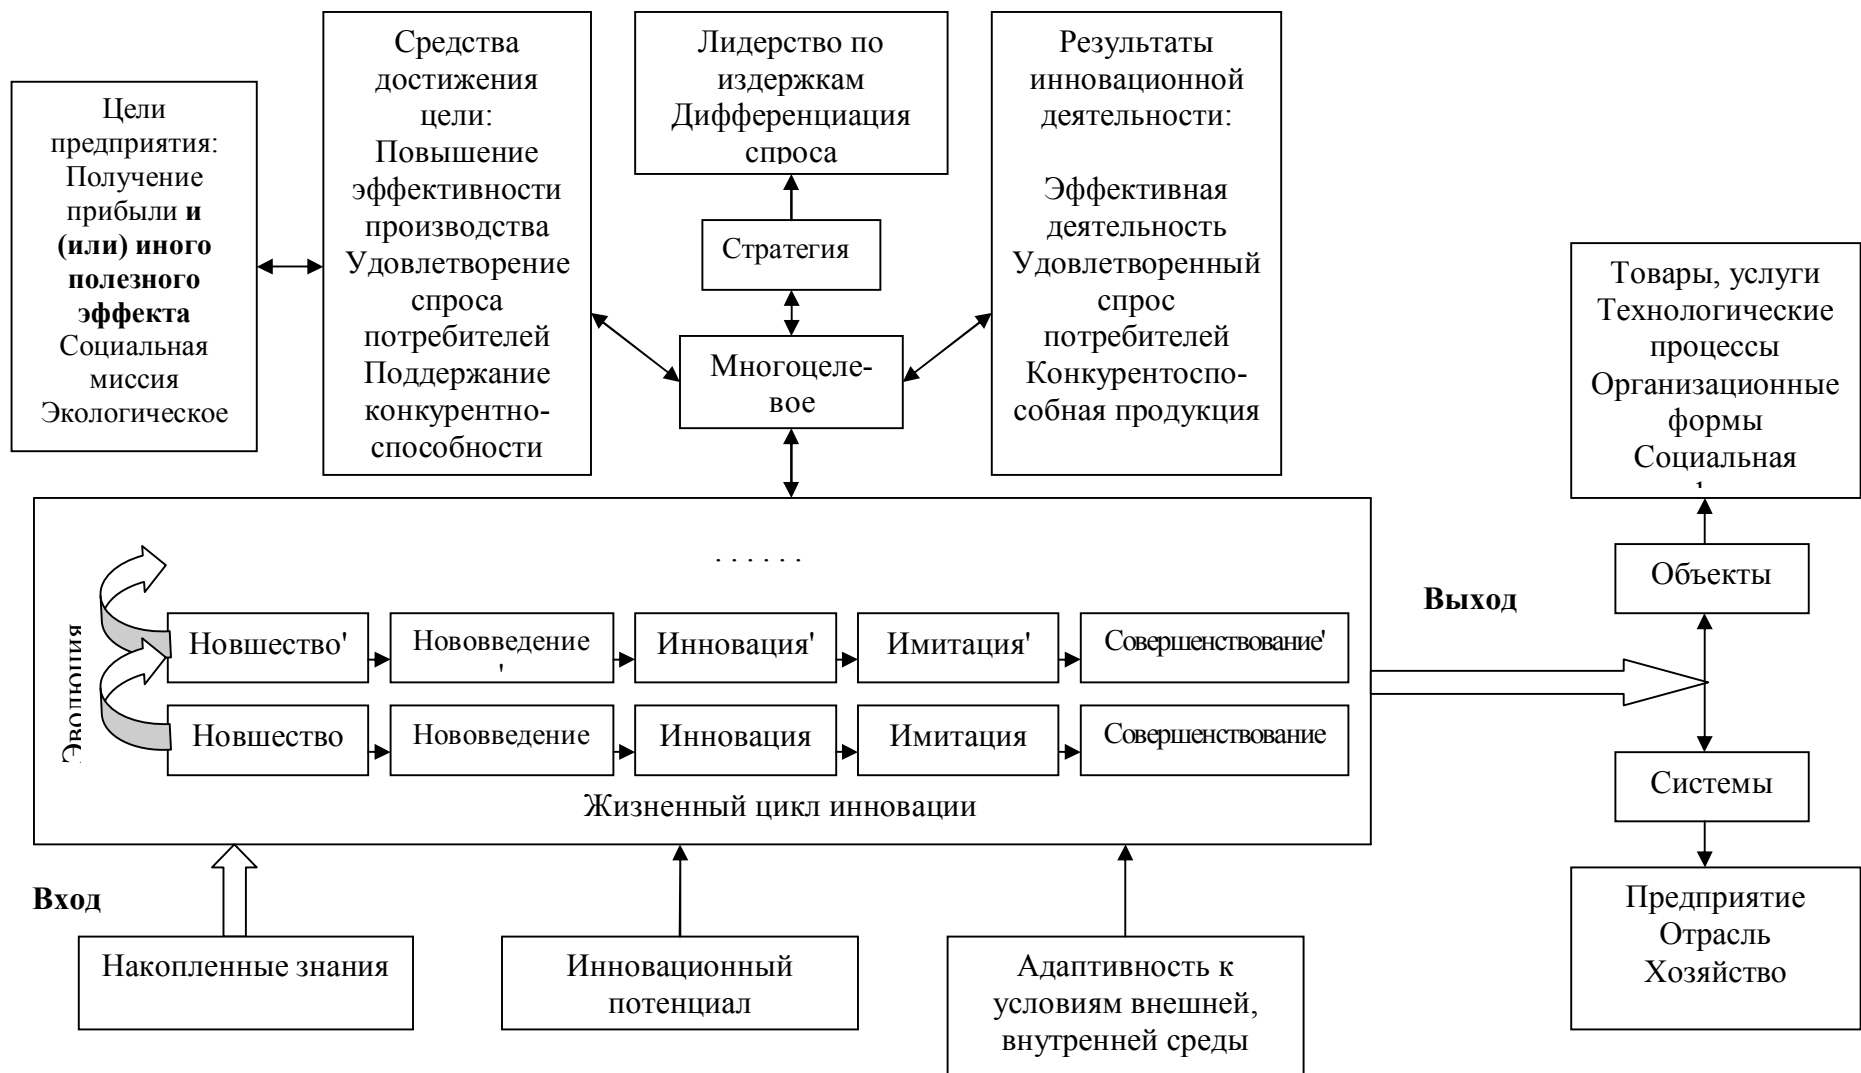 Цели
предприятия:
Получение
прибыли и
(или) иного
полезного
эффекта
Социальная
миссия
Экологическое
Средства
достижения
цели:
Повышение
эффективности
производства
Удовлетворение
спроса
потребителей
Поддержание
конкурентно-
способности
Лидерство по
издержкам
Дифференциация
спроса
Стратегия
Многоцеле-
вое
Результаты
инновационной
деятельности:
Эффективная
деятельность
Удовлетворенный
спрос
потребителей
Конкурентоспо-
собная продукция
Товары, услуги
Технологические
процессы
Организационные
формы
Социальная
Объекты
Выход
Системы
Предприятие
Отрасль
Хозяйство
. . . . . .
Эволюция
Новшество'
Нововведение
'
Инновация'
Имитация'
Совершенствование'
Новшество
Нововведение
Инновация
Имитация
Совершенствование
Жизненный цикл инновации
Вход
Накопленные знания
Инновационный
потенциал
Адаптивность к
условиям внешней,
внутренней среды